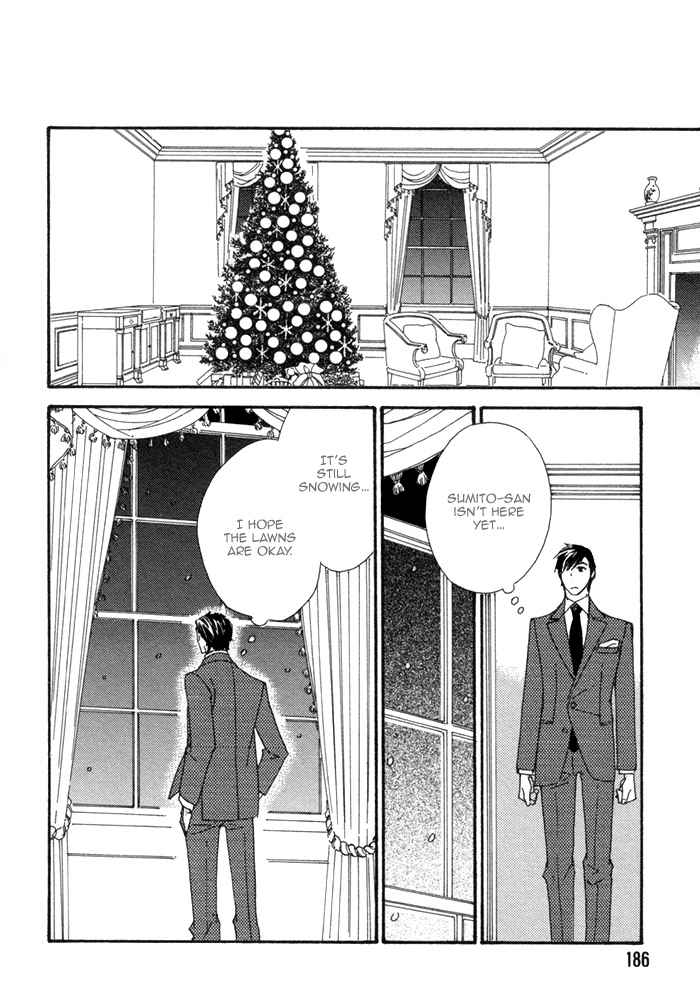 SUMITO-SAN
ISN'T HERE
YET...
IT'S
STILL
SNOWING...
I HOPE
THE LAWNS
ARE OKAY.
186